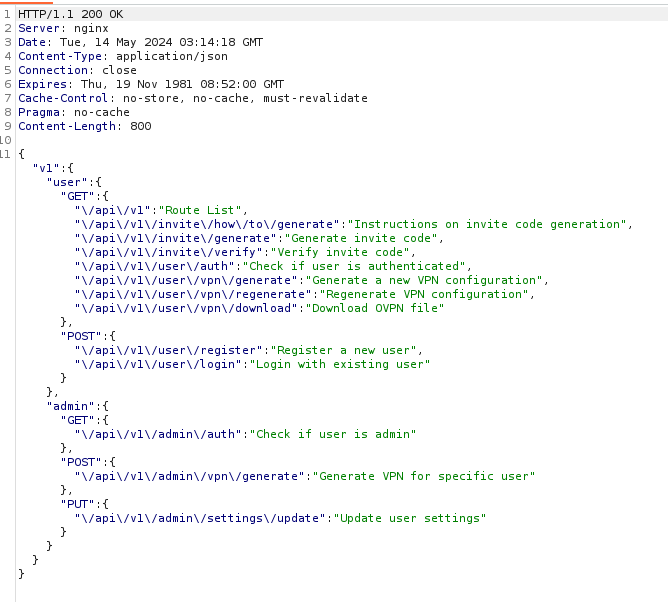 1 HTTP/1.1 200 OK
2 Server: nginx
3 Date: Tue, 14 May 2024 03:14:18 GMT
4 Content-Type: application/json
5 Connection: close
6 Expires: Thu, 19 Nov 1981 08:52:00 GMT
7 Cache-Control: no-store, no-cache, must-revalidate
8 Pragma: no-cache
9 Content-Length: 800
10
11 {
"v1":{
"user":{
"GET":{
"\/api\/v1":"Route List",
"\/api\/v1\/invite\/how\/to\/generate":"Instructions on invite code generation",
"\/api\/v1\/invite\/generate":"Generate invite code",
"\/api\/v1\/invite\/verify":"Verify invite code",
"\/api\/v1\/user\/auth":"Check if user is authenticated",
"\/api\/v1\/user\/vpn\/generate":"Generate a new VPN configuration",
"\/api\/v1\/user\/vpn\/regenerate":"Regenerate VPN configuration",
"\/api\/v1\/user\/vpn\/download":"Download OVPN file"
},
"POST":{
"\/api\/v1\/user\/register":"Register a new user",
"\/api\/v1\/user\/login":"Login with existing user"
}
},
"admin":{
"GET":{
"\/api\/v1\/admin\/auth":"Check if user is admin"
},
"POST":{
"\/api\/v1\/admin\/vpn\/generate":"Generate VPN for specific user"
},
"PUT":{
"\/api\/v1\/admin\/settings\/update":"Update user settings"
}
}
}
}